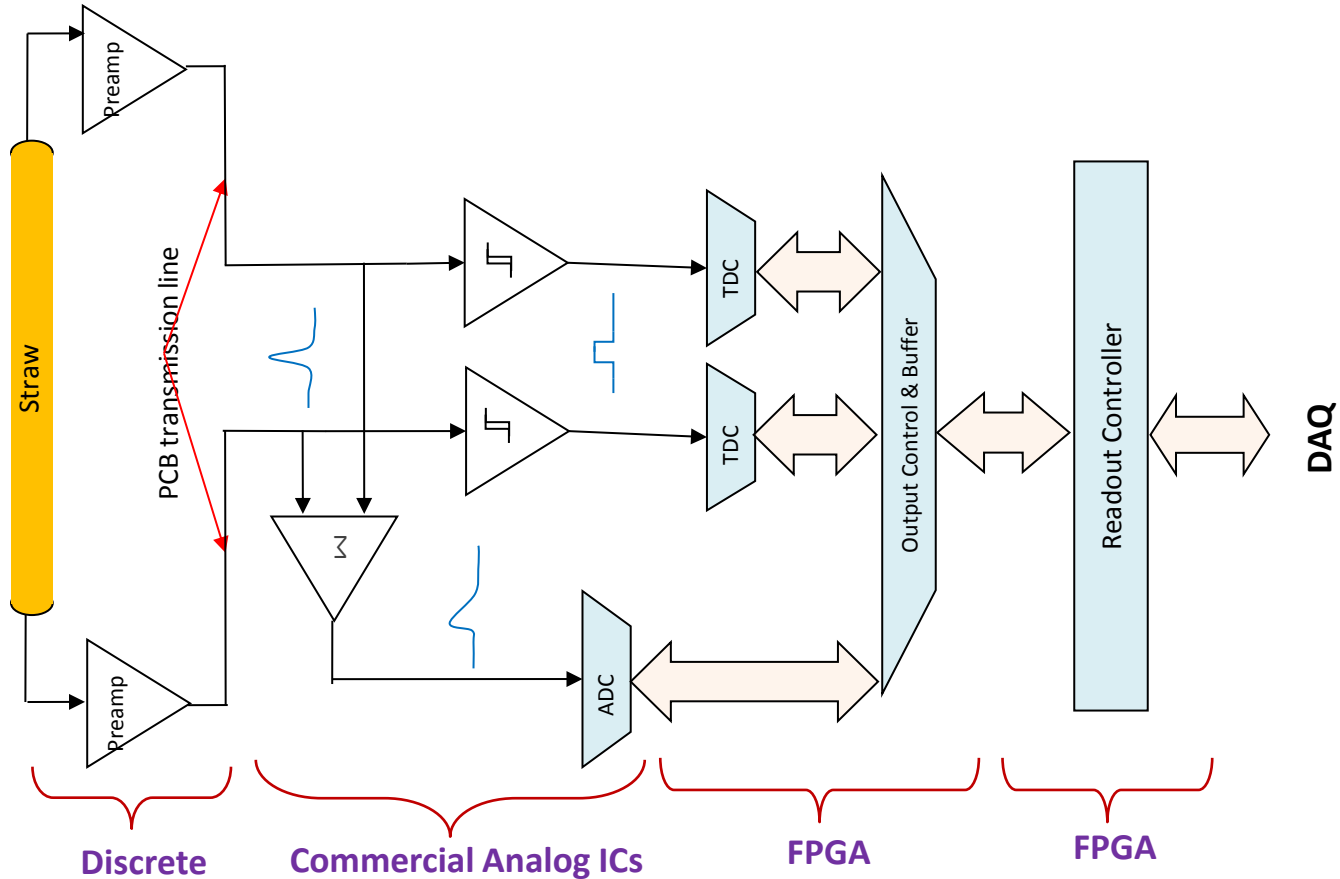 Straw
Preamp
Preamp
PCB transmission line
Σ
TDC
TDC
ADC
Output Control & Buffer
Readout Controller
DAQ
Discrete
Commercial Analog ICs
FPGA
FPGA